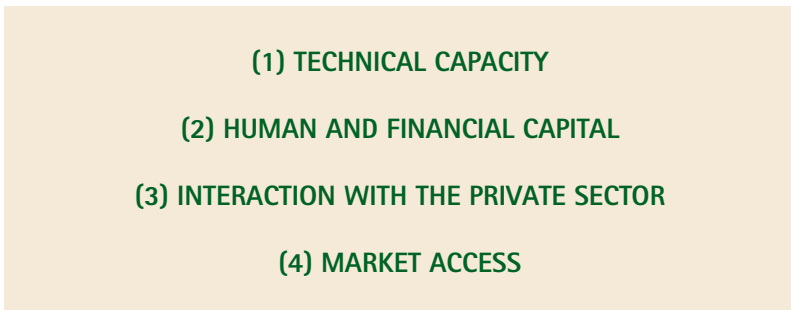 (1) TECHNICAL CAPACITY
(2) HUMAN AND FINANCIAL CAPITAL
(3) INTERACTION WITH THE PRIVATE SECTOR
(4) MARKET ACCESS